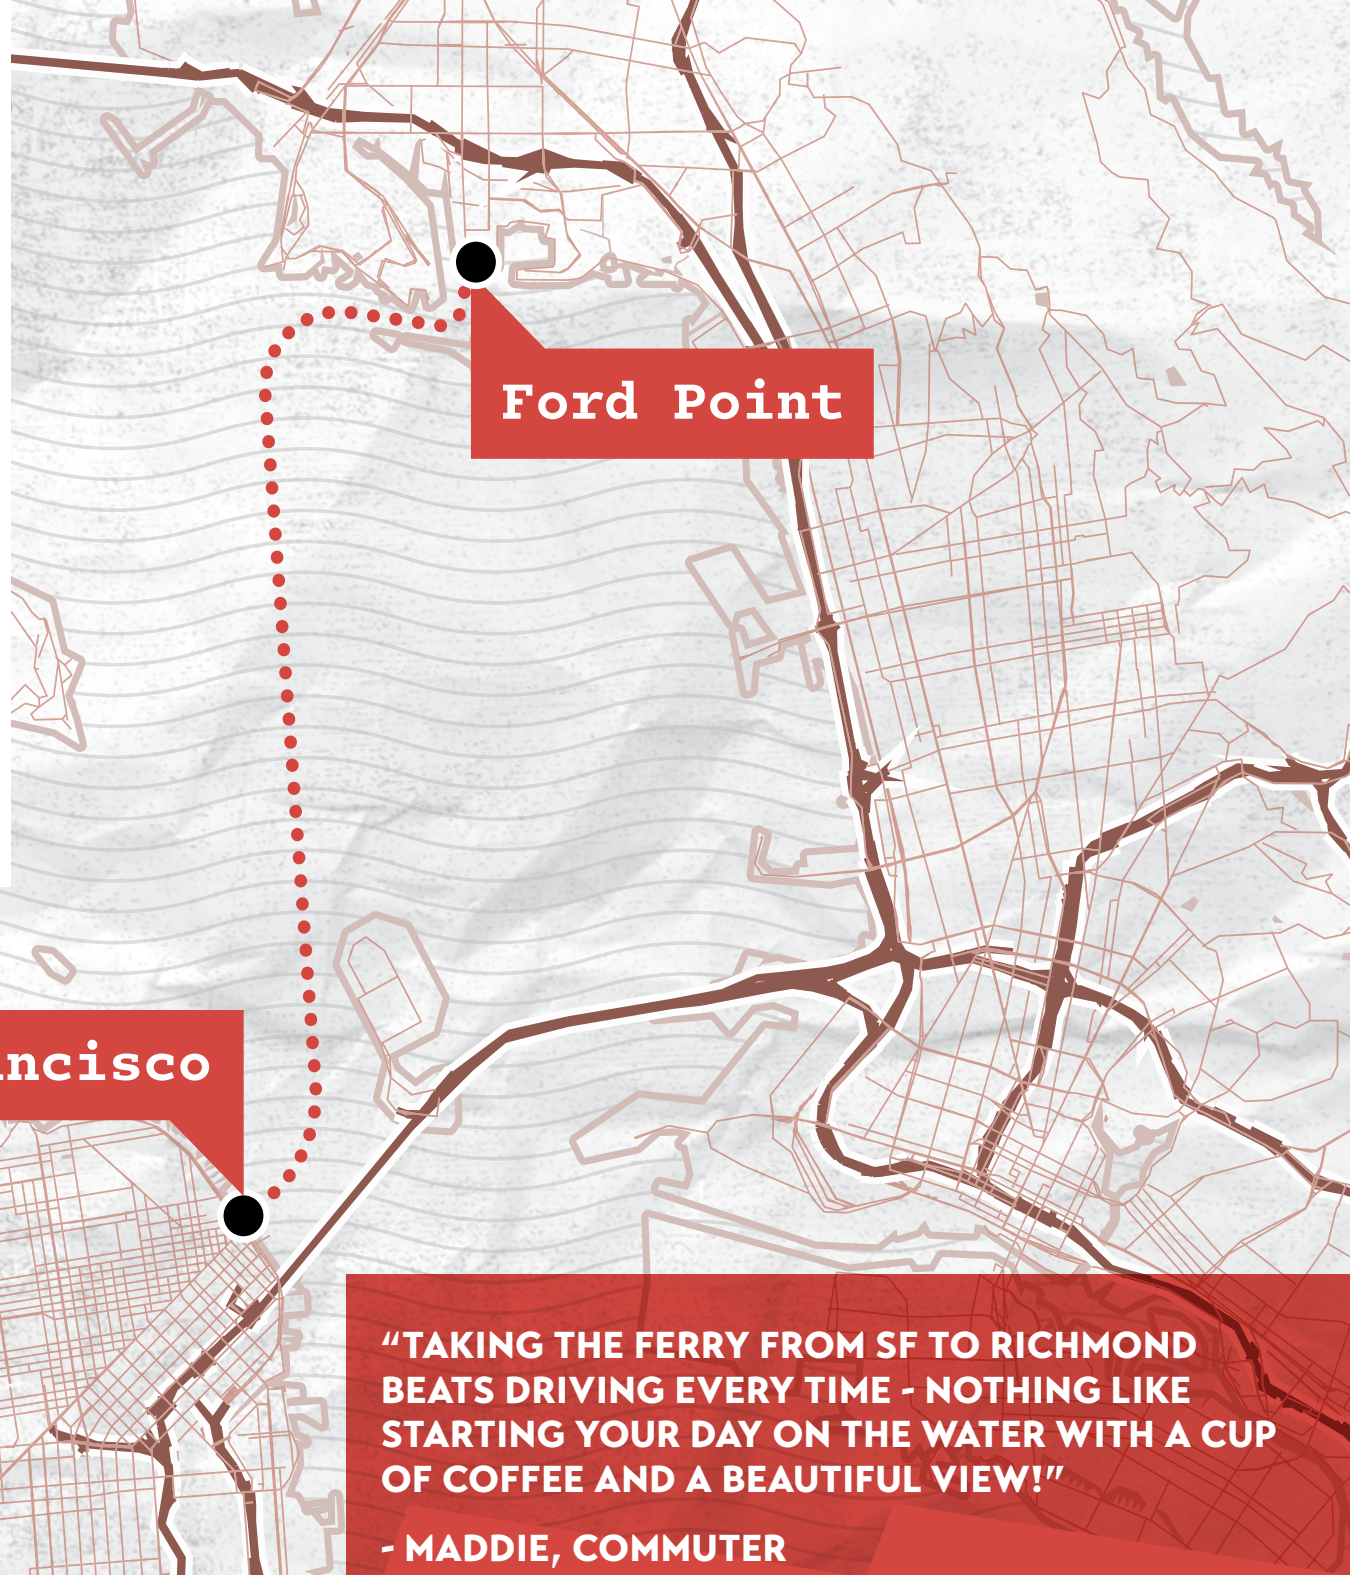 Ford Point
ncisco
“TAKING THE FERRY FROM SF TO RICHMOND
BEATS DRIVING EVERY TIME - NOTHING LIKE
STARTING YOUR DAY ON THE WATER WITH A CUP
OF COFFEE AND A BEAUTIFUL VIEW!”
- MADDIE, COMMUTER